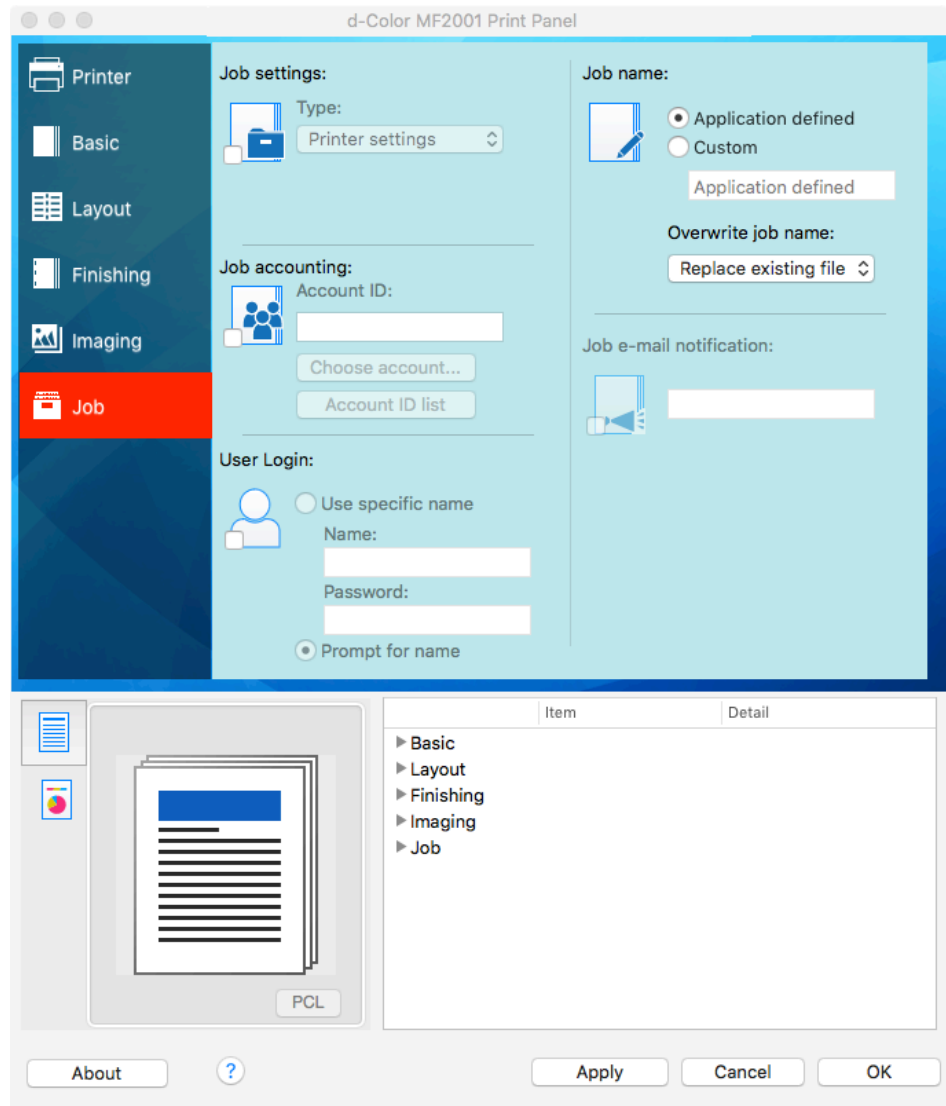 d-Color MF2001 Print Panel
Printer
Basic
Layout
Finishing
Imaging
Job
Job settings:
Type:
Printer settings
Job accounting:
Account ID:
Choose account...
Account ID list
User Login:
Use specific name
Name:
Password:
Prompt for name
Job name:
Application defined
Custom
Application defined
Overwrite job name:
Replace existing file
Job e-mail notification:
PCL
Item Detail
Basic
Layout
Finishing
Imaging
Job
About ? Apply Cancel OK